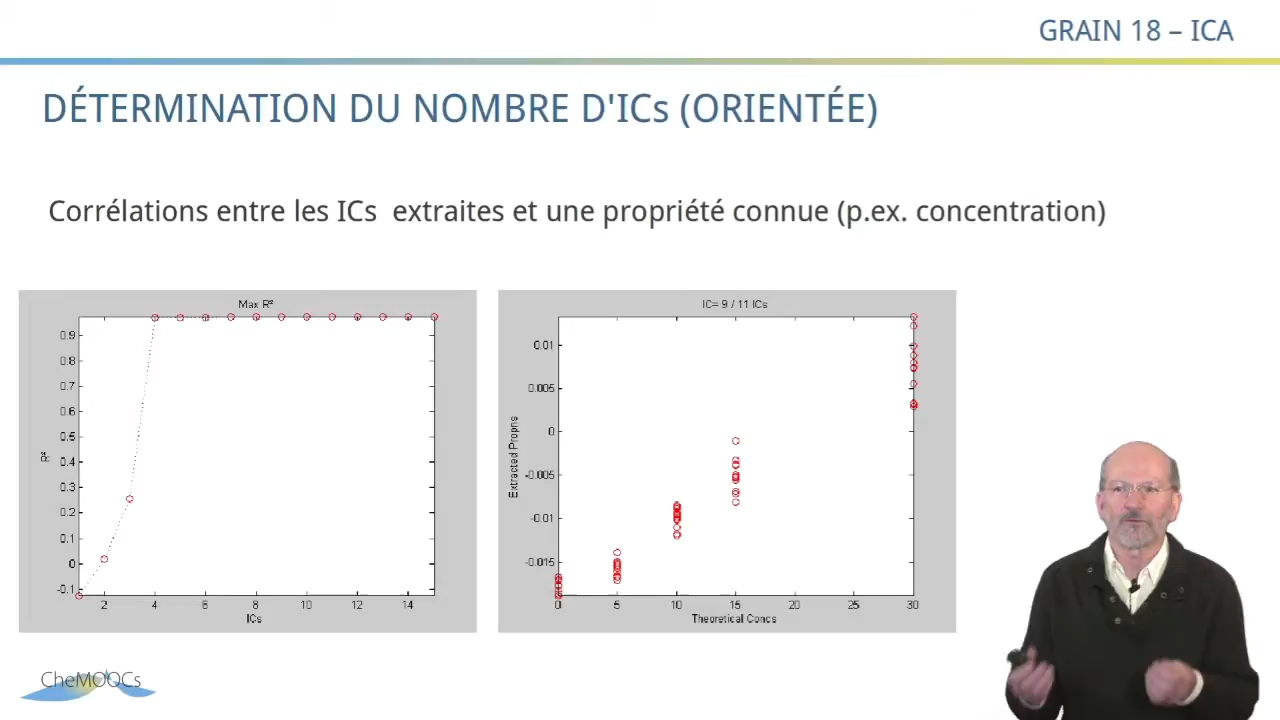 GRAIN 18 – ICA
DÉTERMINATION DU NOMBRE D'ICs (ORIENTÉE)
Corrélations entre les ICs extraites et une propriété connue (p.ex. concentration)
Max R²
0.9
0.8
0.7
0.6
0.5
0.4
0.3
0.2
0.1
0
-0.1
R²
2 4 6 8 10 12 14
ICs
IC= 9 / 11 ICs
0.01
0.005
0
-0.005
-0.01
-0.015
Extracted Propns
0 5 10 15 20 25 30
Theoretical Concs
CheMOOCs